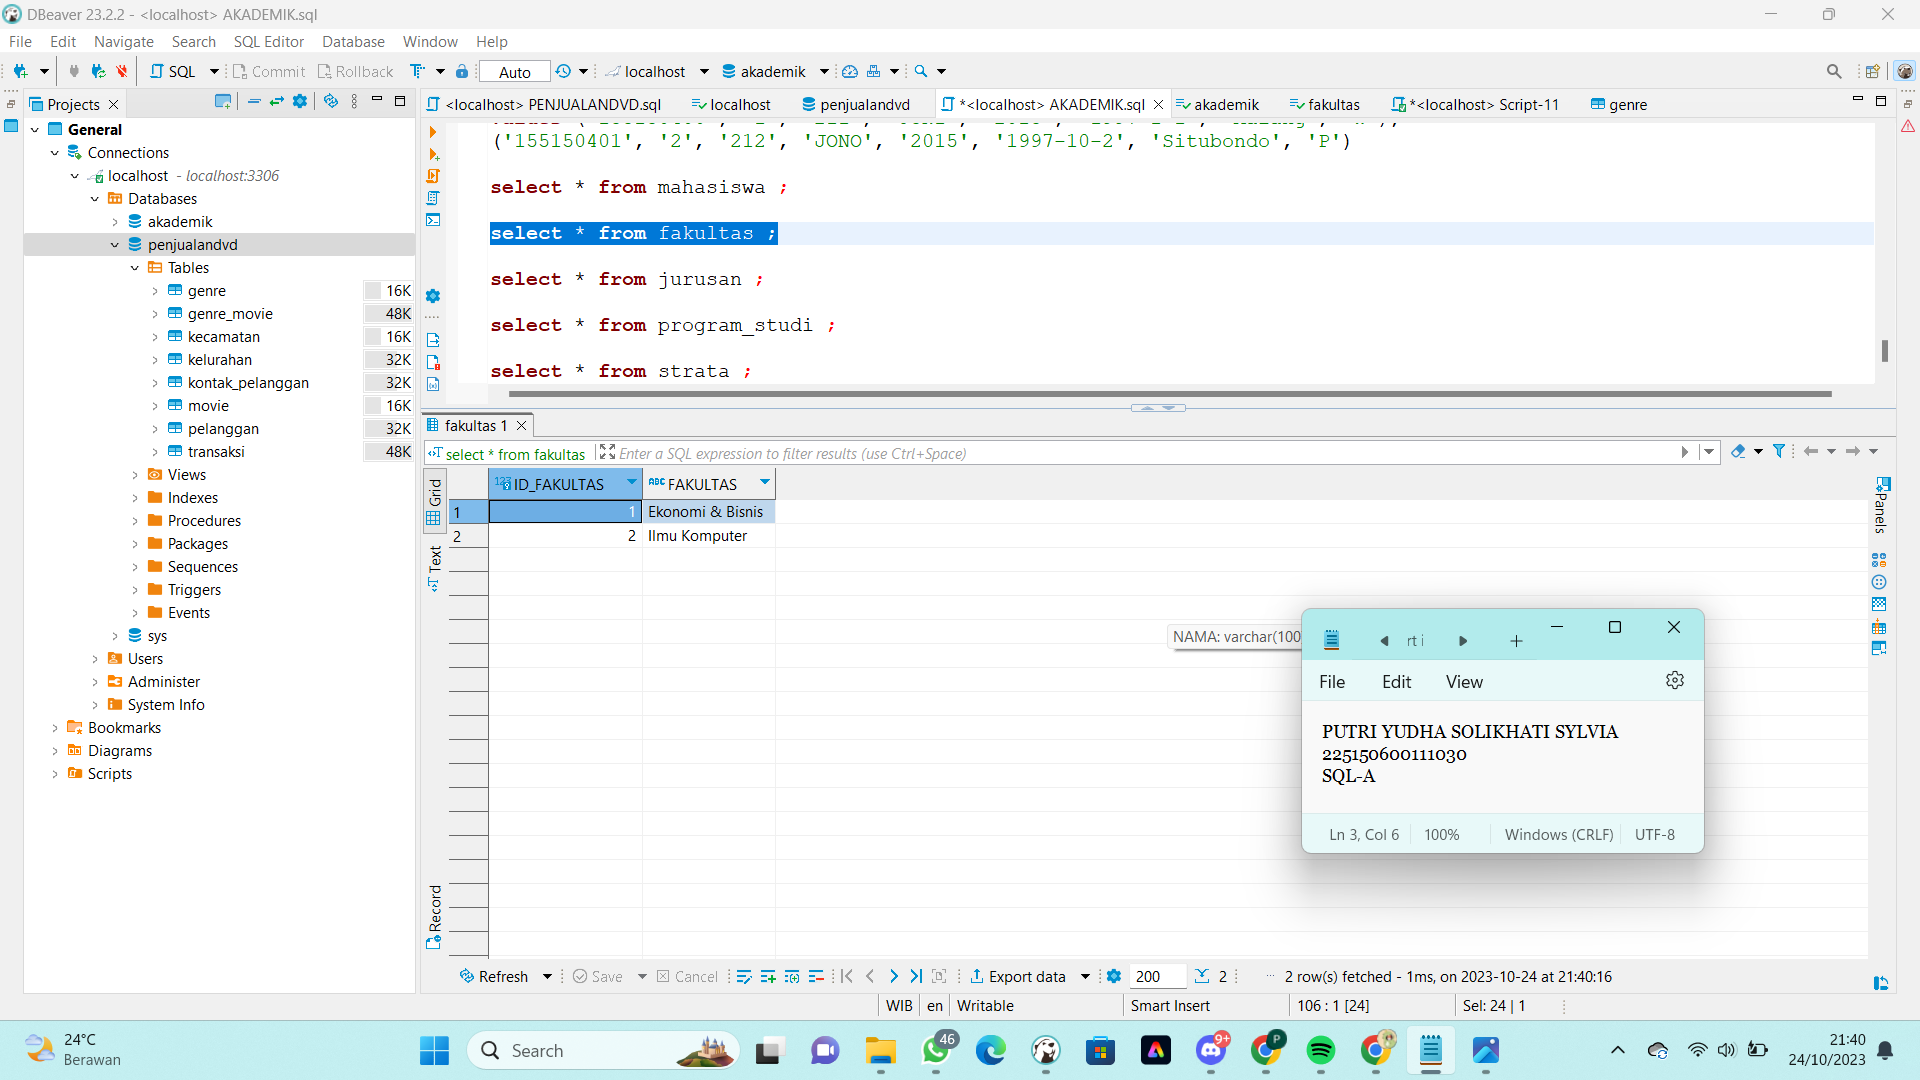 DBeaver 23.2.2 - <localhost> AKADEMIK.sql
File Edit Navigate Search SQL Editor Database Window Help
SQL Commit Rollback Auto localhost akademik
Projects
<localhost> PENJUALANDVD.sql localhost penjualandvd *<localhost> AKADEMIK.sql akademik fakultas *<localhost> Script-11 genre
General
Connections
localhost - localhost:3306
Databases
akademik
penjualandvd
Tables
genre 16K
genre_movie 48K
kecamatan 16K
kelurahan 32K
kontak_pelanggan 32K
movie 16K
pelanggan 32K
transaksi 48K
Views
Indexes
Procedures
Packages
Sequences
Triggers
Events
sys
Users
Administer
System Info
Bookmarks
Diagrams
Scripts
('155150401', '2', '212', 'JONO', '2015', '1997-10-2', 'Situbondo', 'P')
select * from mahasiswa ;
select * from fakultas ;
select * from jurusan ;
select * from program_studi ;
select * from strata ;
fakultas 1
select * from fakultas Enter a SQL expression to filter results (use Ctrl+Space)
Grid
Text
Record
Panels
123 ID_FAKULTAS ABC FAKULTAS
1 1 Ekonomi & Bisnis
2 2 Ilmu Komputer
NAMA: varchar(100
rt i
File Edit View
PUTRI YUDHA SOLIKHATI SYLVIA
225150600111030
SQL-A
Ln 3, Col 6 100% Windows (CRLF) UTF-8
Refresh Save Cancel Export data 200 2 2 row(s) fetched - 1ms, on 2023-10-24 at 21:40:16
WIB en Writable Smart Insert 106 : 1 [24] Sel: 24 | 1
24°C
Berawan
Search
46
9+
P
21:40
24/10/2023